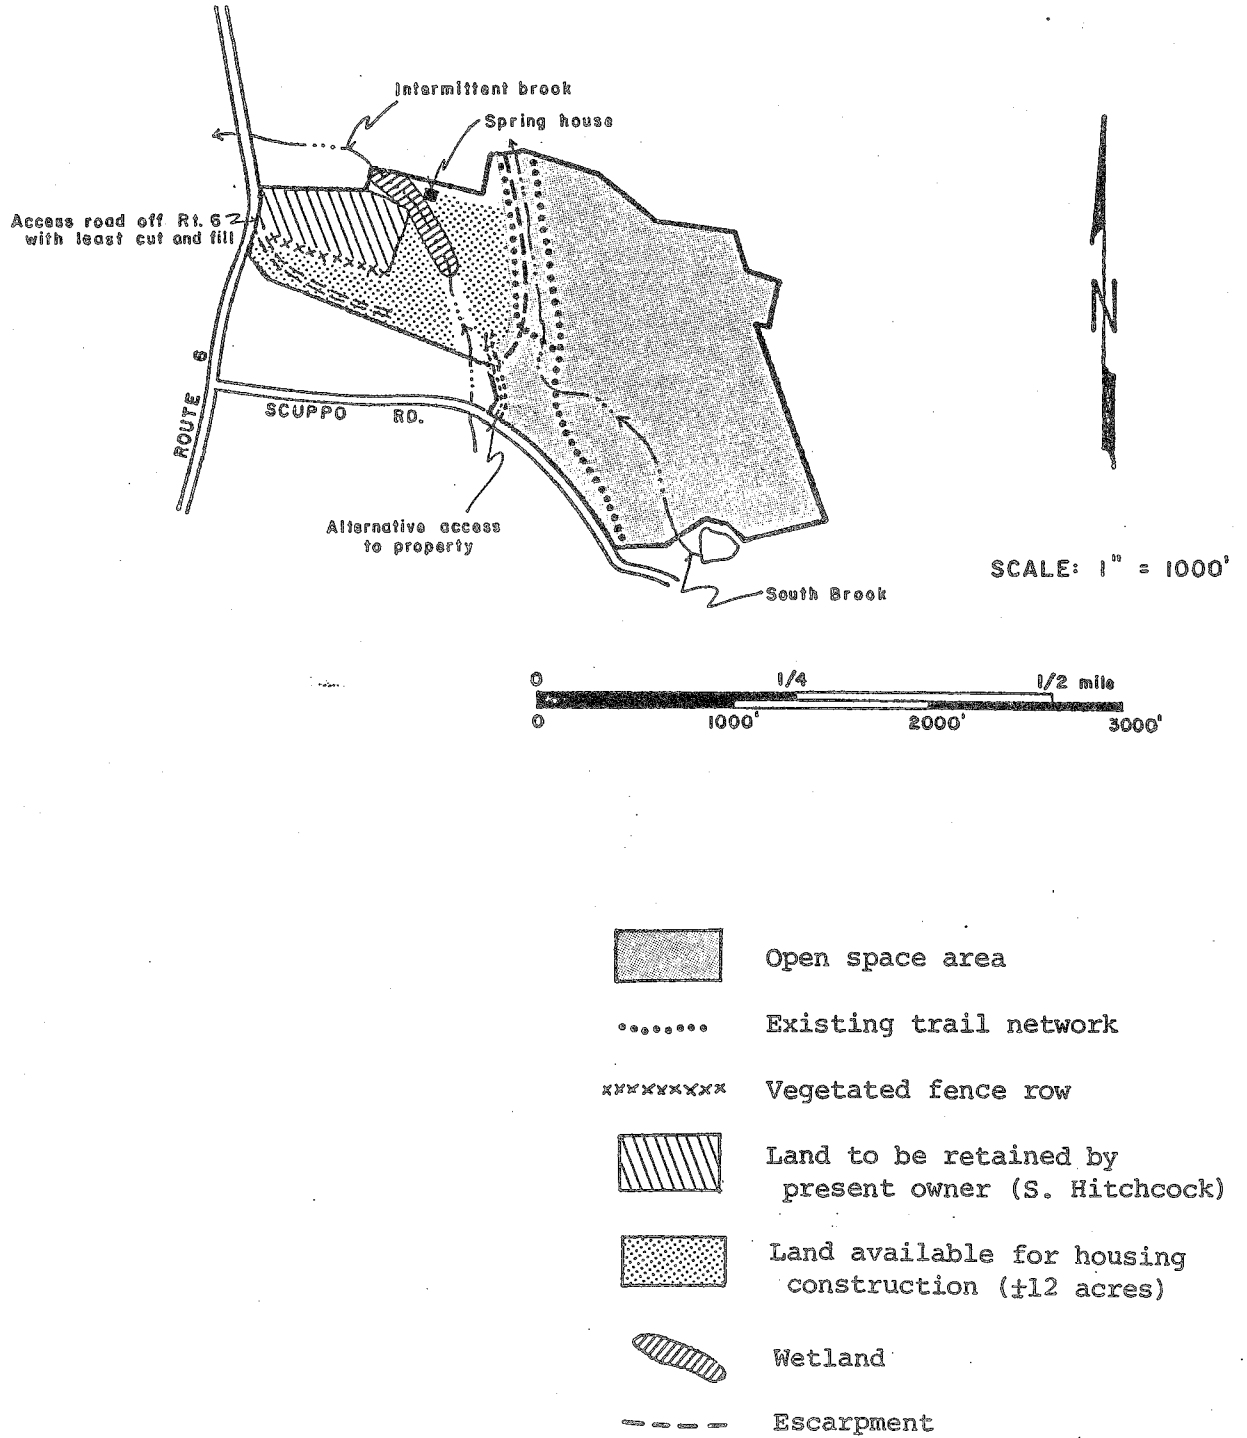 Intermittent brook
Spring house
Access road off Rt. 6
with least cut and fill
ROUTE 6
SCUPPO RD.
Alternative access
to property
South Brook
N
SCALE: 1" = 1000'
0 1/4 1/2 mile
0 1000' 2000' 3000'
Open space area
Existing trail network
Vegetated fence row
Land to be retained by
present owner (S. Hitchcock)
Land available for housing
construction (±12 acres)
Wetland
Escarpment